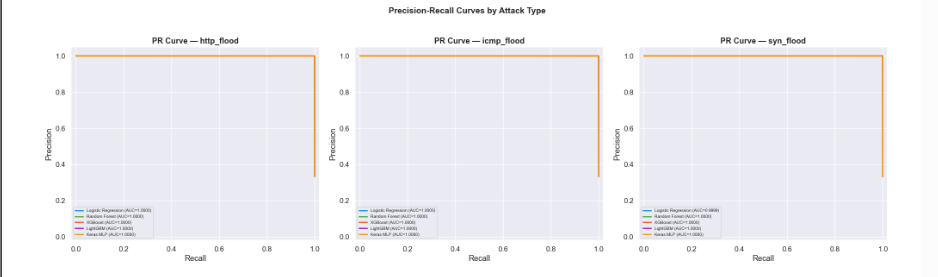 Precision-Recall Curves by Attack Type
PR Curve — http_flood
1.0
0.8
0.6
0.4
0.2
0.0
Precision
0.0 0.2 0.4 0.6 0.8 1.0
Recall
Logistic Regression (AUC=1.0000)
Random Forest (AUC=1.0000)
XGBoost (AUC=1.0000)
LightGBM (AUC=1.0000)
Keras MLP (AUC=1.0000)
PR Curve — icmp_flood
1.0
0.8
0.6
0.4
0.2
0.0
Precision
0.0 0.2 0.4 0.6 0.8 1.0
Recall
Logistic Regression (AUC=1.0000)
Random Forest (AUC=1.0000)
XGBoost (AUC=1.0000)
LightGBM (AUC=1.0000)
Keras MLP (AUC=1.0000)
PR Curve — syn_flood
1.0
0.8
0.6
0.4
0.2
0.0
Precision
0.0 0.2 0.4 0.6 0.8 1.0
Recall
Logistic Regression (AUC=0.9999)
Random Forest (AUC=1.0000)
XGBoost (AUC=1.0000)
LightGBM (AUC=1.0000)
Keras MLP (AUC=1.0000)